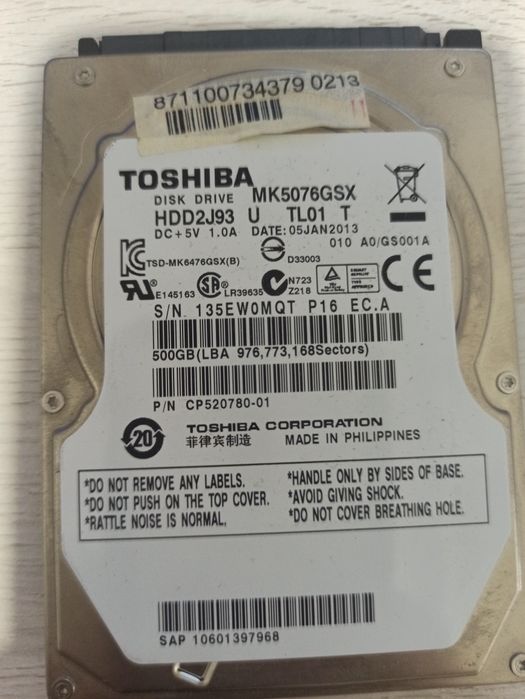 871100734379 0213
11
TOSHIBA
DISK DRIVE MK5076GSX
HDD2J93 U TL01 T
DC+5V 1.0A DATE:05JAN2013
010 A0/GS001A
TSD-MK6476GSX(B) D33003
E145163 LR39635 N723
Z218
S/N 135EW0MQT P16 EC.A
500GB(LBA 976,773,168Sectors)
P/N CP520780-01
20 TOSHIBA CORPORATION
菲律宾制造 MADE IN PHILIPPINES
*DO NOT REMOVE ANY LABELS. *HANDLE ONLY BY SIDES OF BASE.
*DO NOT PUSH ON THE TOP COVER. *AVOID GIVING SHOCK.
*RATTLE NOISE IS NORMAL. *DO NOT COVER BREATHING HOLE.
SAP 10601397968